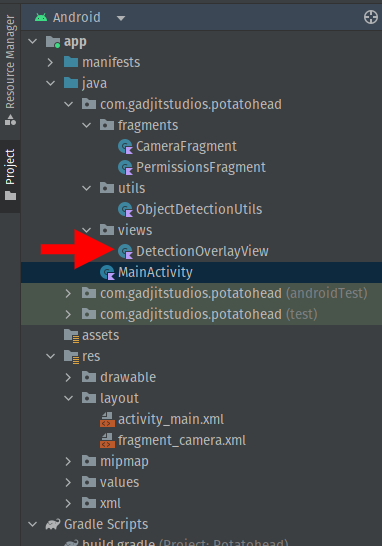 Resource Manager
Project
Android
app
manifests
java
com.gadjitstudios.potatohead
fragments
CameraFragment
PermissionsFragment
utils
ObjectDetectionUtils
views
DetectionOverlayView
MainActivity
com.gadjitstudios.potatohead (androidTest)
com.gadjitstudios.potatohead (test)
assets
res
drawable
layout
activity_main.xml
fragment_camera.xml
mipmap
values
xml
Gradle Scripts
build.gradle (Project: Potatohead)